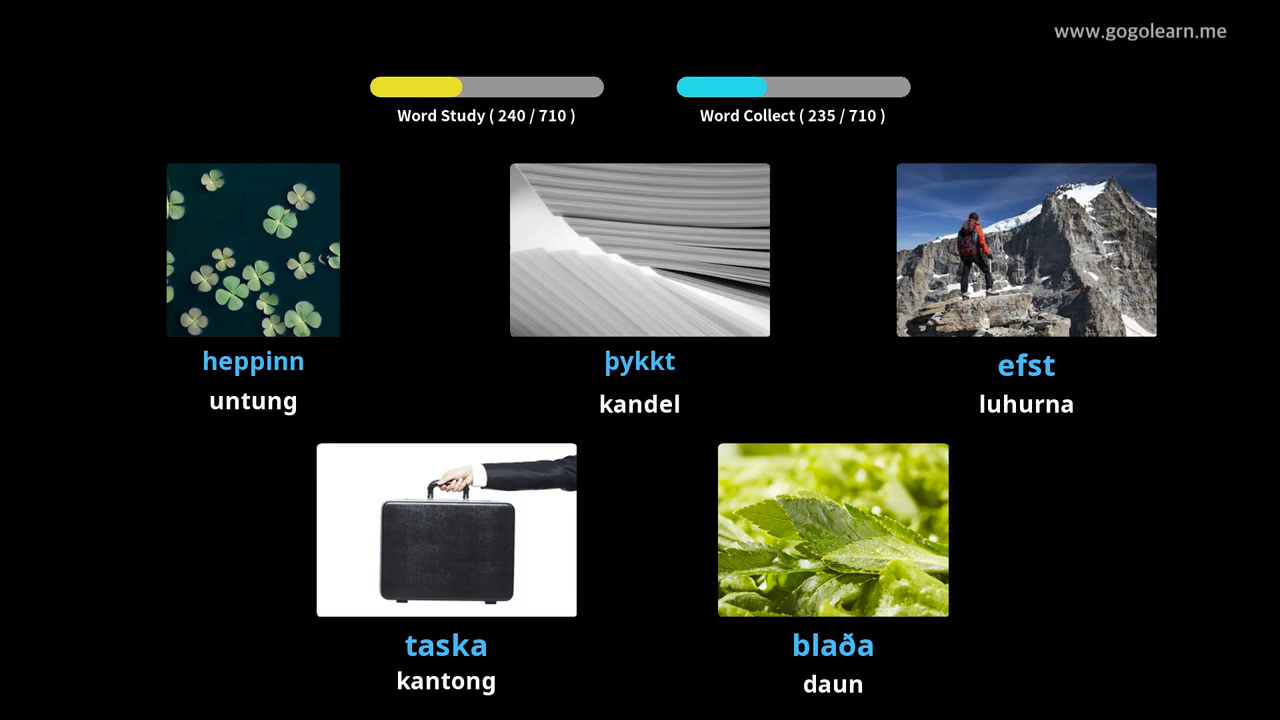 www.gogolearn.me
Word Study ( 240 / 710 )
Word Collect ( 235 / 710 )
heppinn
untung
þykkt
kandel
efst
luhurna
taska
kantong
blaða
daun